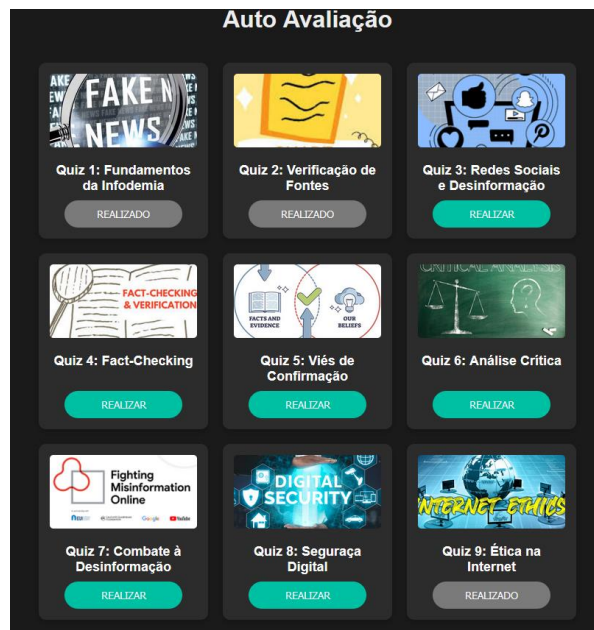 Auto Avaliação
FAKE N
NEWS
Quiz 1: Fundamentos
da Infodemia
REALIZADO
Quiz 2: Verificação de
Fontes
REALIZADO
Quiz 3: Redes Sociais
e Desinformação
REALIZAR
FACT-CHECKING
& VERIFICATION
Quiz 4: Fact-Checking
REALIZAR
FACTS AND
EVIDENCE
OUR
BELIEFS
Quiz 5: Viés de
Confirmação
REALIZAR
CRITICAL ANALYSIS
Quiz 6: Análise Crítica
REALIZAR
Fighting
Misinformation
Online
Google
YouTube
Quiz 7: Combate à
Desinformação
REALIZAR
DIGITAL
SECURITY
Quiz 8: Seguraça
Digital
REALIZAR
INTERNET ETHICS
Quiz 9: Ética na
Internet
REALIZADO